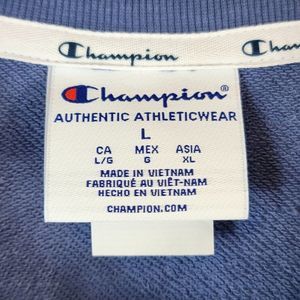 Champion
Champion
Champion
AUTHENTIC ATHLETICWEAR
L
CA MEX ASIA
L/G G XL
MADE IN VIETNAM
FABRIQUÉ AU VIÊT-NAM
HECHO EN VIETNAM
CHAMPION.COM